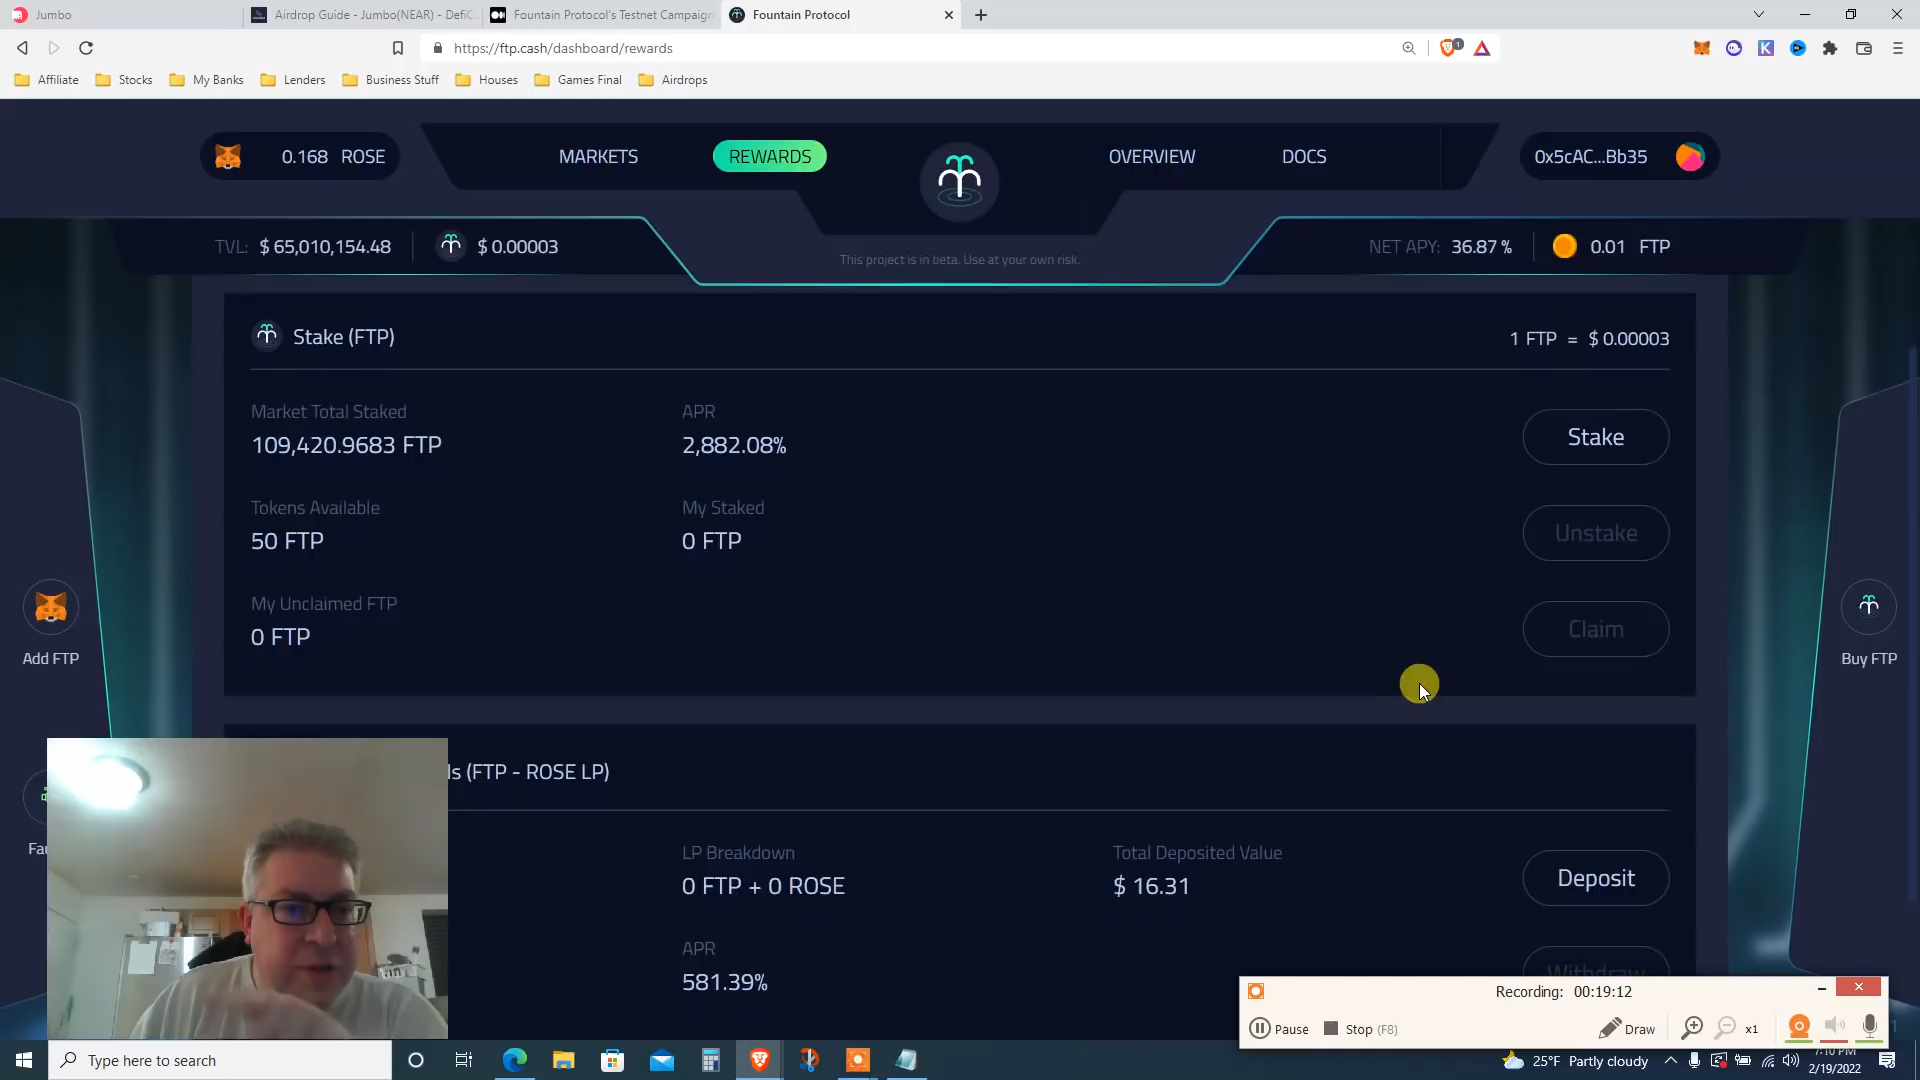 Jumbo
Airdrop Guide - Jumbo(NEAR) - DefiC
Fountain Protocol's Testnet Campaign
Fountain Protocol
https://ftp.cash/dashboard/rewards
1
Affiliate
Stocks
My Banks
Lenders
Business Stuff
Houses
Games Final
Airdrops
0.168 ROSE
MARKETS
REWARDS
OVERVIEW
DOCS
0x5cAC...Bb35
TVL: $ 65,010,154.48
$ 0.00003
This project is in beta. Use at your own risk.
NET APY: 36.87 %
0.01 FTP
Stake (FTP)
1 FTP = $ 0.00003
Market Total Staked
109,420.9683 FTP
APR
2,882.08%
Stake
Tokens Available
50 FTP
My Staked
0 FTP
Unstake
My Unclaimed FTP
0 FTP
Claim
Add FTP
Buy FTP
(FTP - ROSE LP)
LP Breakdown
0 FTP + 0 ROSE
Total Deposited Value
$ 16.31
Deposit
APR
581.39%
Withdraw
Recording: 00:19:12
Pause
Stop (F8)
Draw
x1
Type here to search
25°F Partly cloudy
7:10 PM
2/19/2022